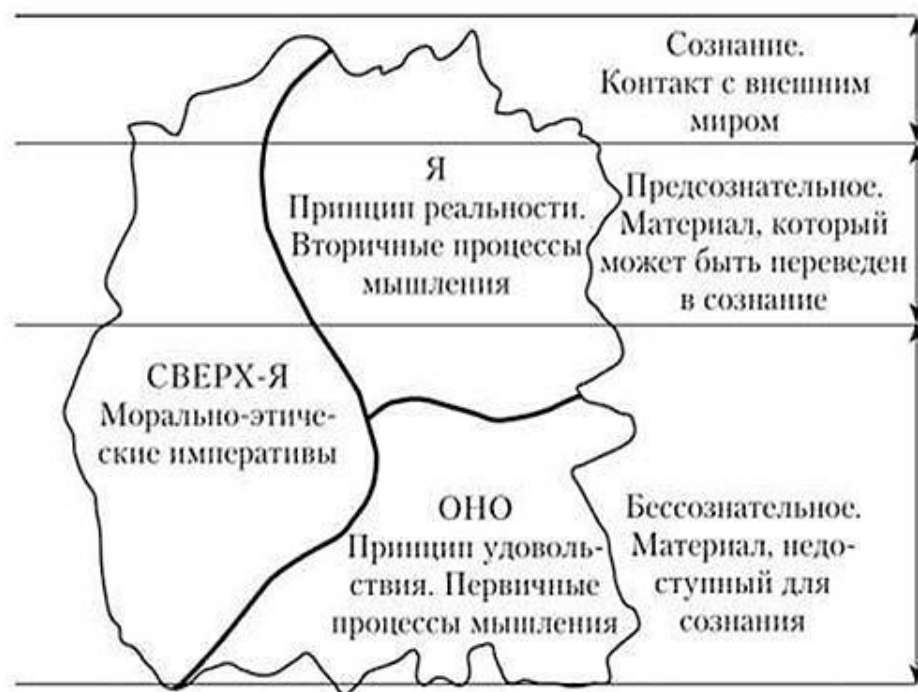 Сознание.
Контакт с внешним
миром
Я
Принцип реальности.
Вторичные процессы
мышления
Предсознательное.
Материал, который
может быть переведен
в сознание
СВЕРХ-Я
Морально-этиче-
ские императивы
ОНО
Принцип удоволь-
ствия. Первичные
процессы мышления
Бессознательное.
Материал, недо-
ступный для
сознания